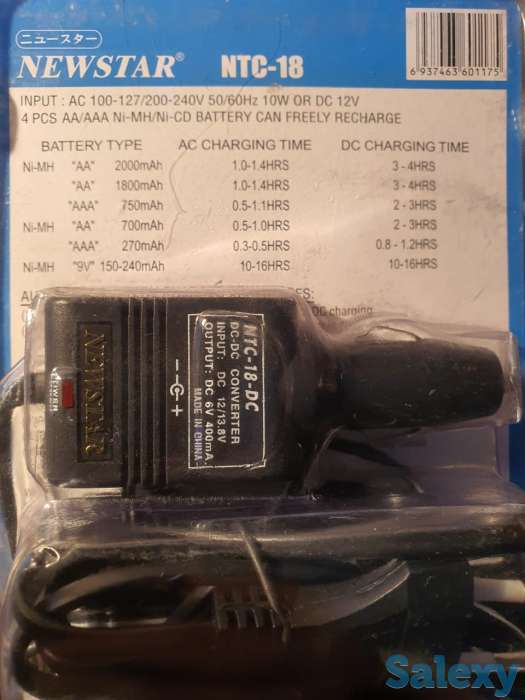 ニュースター
NEWSTAR® NTC-18
6 937463 601175
INPUT : AC 100-127/200-240V 50/60Hz 10W OR DC 12V
4 PCS AA/AAA Ni-MH/Ni-CD BATTERY CAN FREELY RECHARGE
BATTERY TYPE AC CHARGING TIME DC CHARGING TIME
Ni-MH "AA" 2000mAh 1.0-1.4HRS 3 - 4HRS
"AA" 1800mAh 1.0-1.4HRS 3 - 4HRS
"AAA" 750mAh 0.5-1.1HRS 2 - 3HRS
Ni-MH "AA" 700mAh 0.5-1.0HRS 2 - 3HRS
"AAA" 270mAh 0.3-0.5HRS 0.8 - 1.2HRS
Ni-MH "9V" 150-240mAh 10-16HRS 10-16HRS
DC charging
POWER
NEWSTAR
− +
NTC-18-DC
DC-DC CONVERTER
INPUT: DC 12/13.8V
OUTPUT: DC 6V 400mA
MADE IN CHINA
Salexy